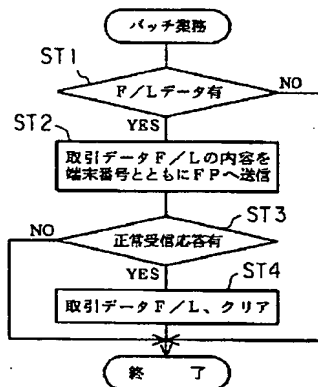 バッチ業務
ST1
F/Lデータ有
NO
YES
ST2
取引データF/Lの内容を
端末番号とともにFPへ送信
ST3
NO
正常受信応答有
YES
ST4
取引データF/L、クリア
終 了